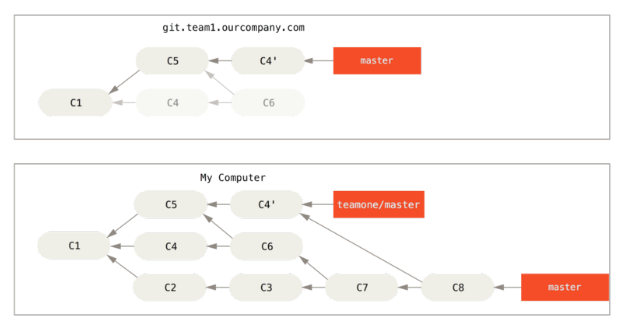 git.team1.ourcompany.com
C5 C4' master
C1 C4 C6
My Computer
C5 C4' teamone/master
C1 C4 C6
C2 C3 C7 C8 master